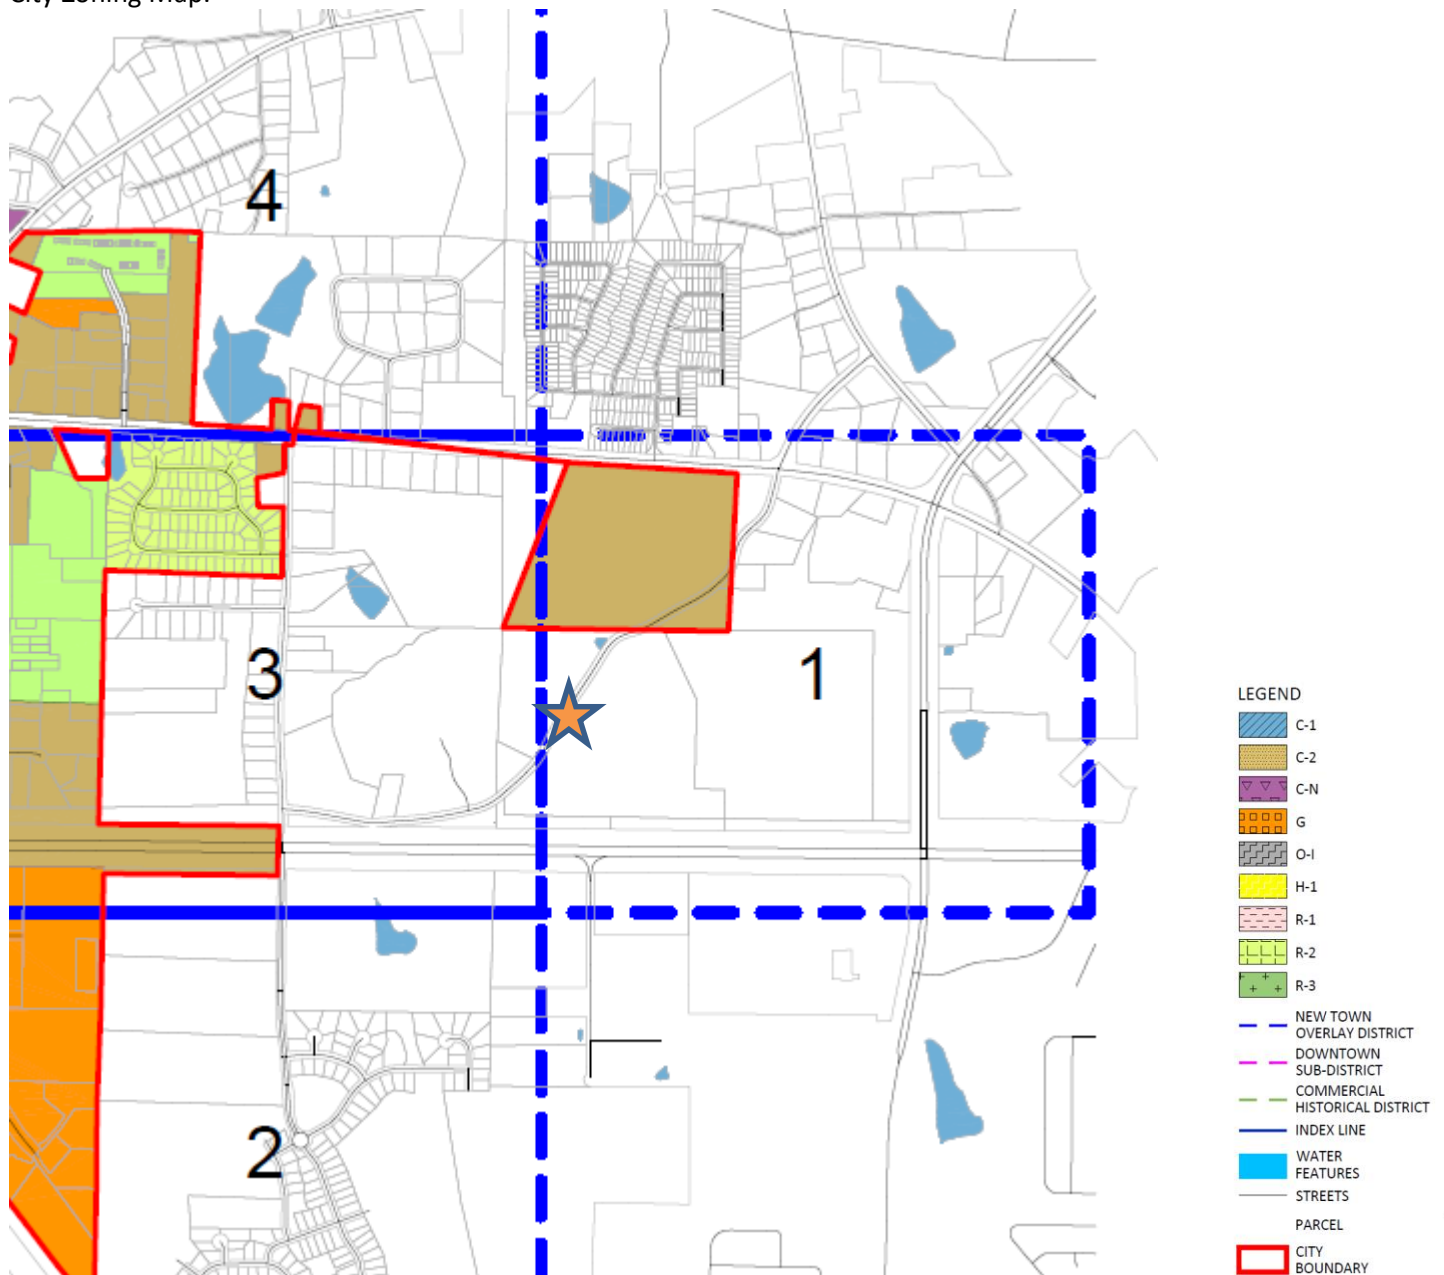 City Zoning Map:
4
3
1
2
LEGEND
C-1
C-2
C-N
G
O-I
H-1
R-1
R-2
R-3
NEW TOWN
OVERLAY DISTRICT
DOWNTOWN
SUB-DISTRICT
COMMERCIAL
HISTORICAL DISTRICT
INDEX LINE
WATER
FEATURES
STREETS
PARCEL
CITY
BOUNDARY